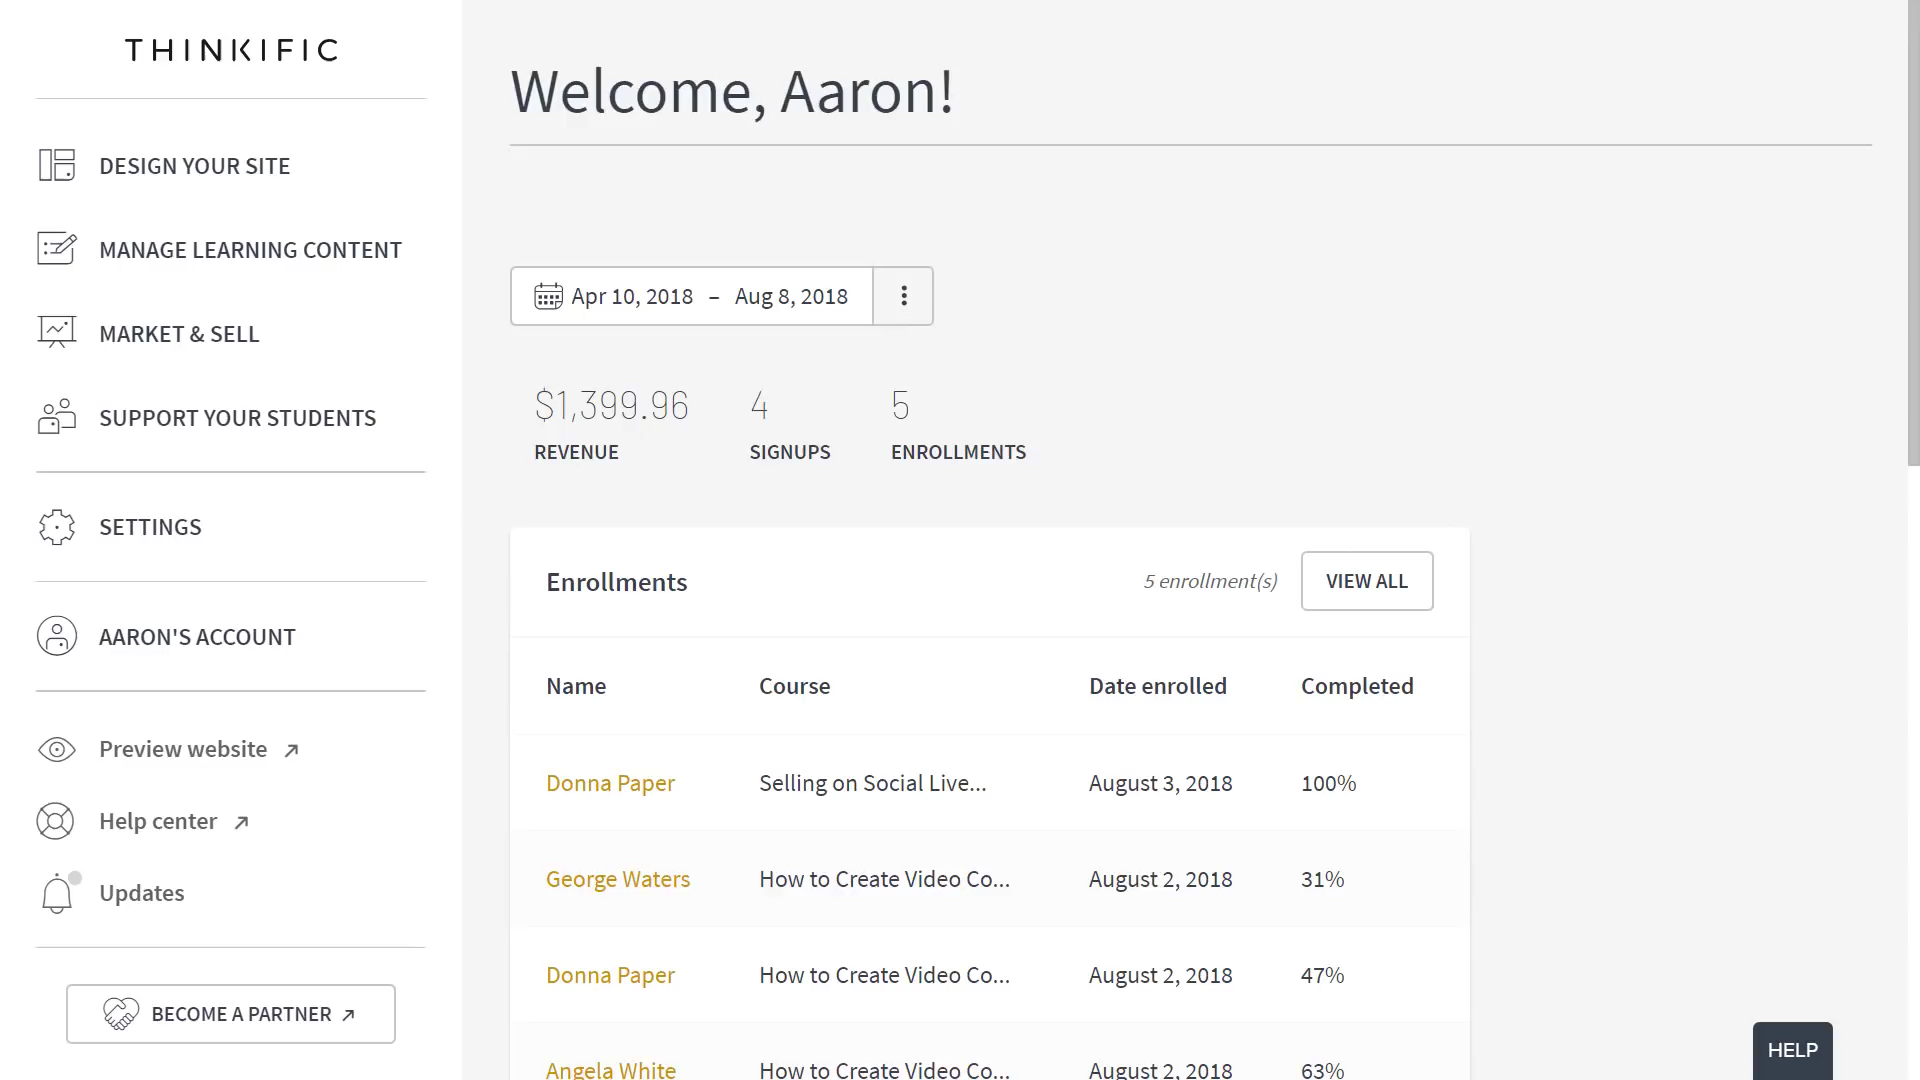 THINKIFIC
DESIGN YOUR SITE
MANAGE LEARNING CONTENT
MARKET & SELL
SUPPORT YOUR STUDENTS
SETTINGS
AARON'S ACCOUNT
Preview website
Help center
Updates
BECOME A PARTNER
Welcome, Aaron!
Apr 10, 2018 – Aug 8, 2018
$1,399.96 4 5
REVENUE SIGNUPS ENROLLMENTS
Enrollments 5 enrollment(s) VIEW ALL
Name Course Date enrolled Completed
Donna Paper Selling on Social Live... August 3, 2018 100%
George Waters How to Create Video Co... August 2, 2018 31%
Donna Paper How to Create Video Co... August 2, 2018 47%
Angela White How to Create Video Co... August 2, 2018 63%
HELP